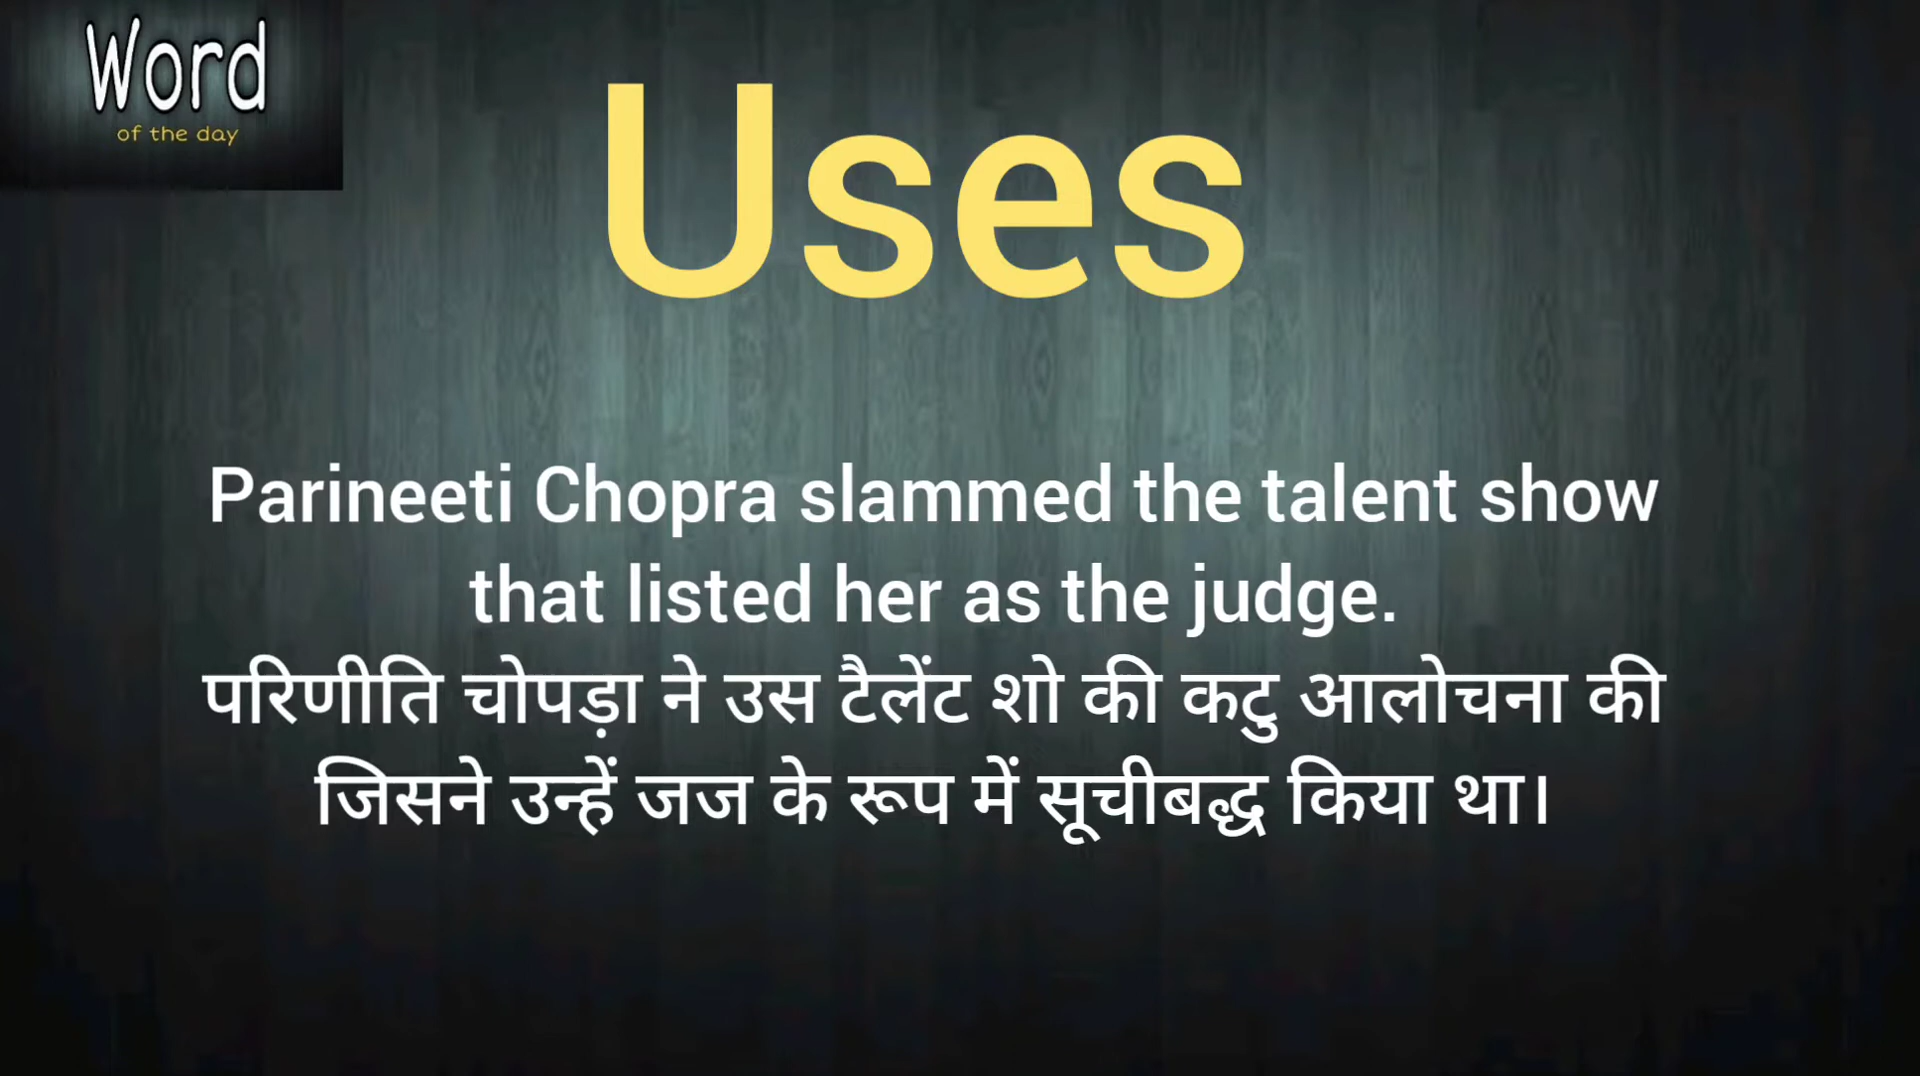 Word
of the day
Uses
Parineeti Chopra slammed the talent show
that listed her as the judge.
परिणीति चोपड़ा ने उस टैलेंट शो की कटु आलोचना की
जिसने उन्हें जज के रूप में सूचीबद्ध किया था।